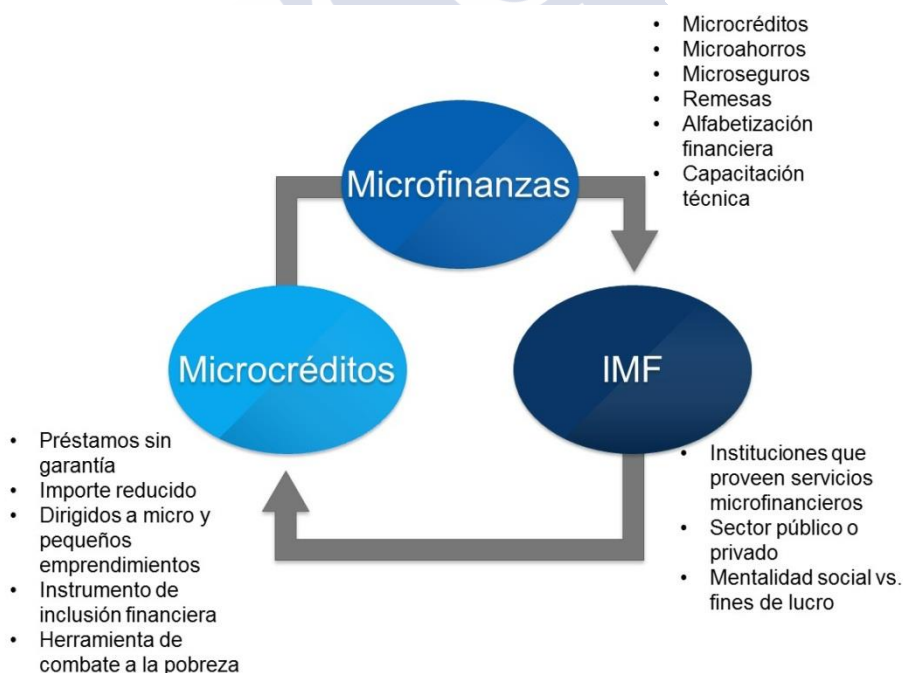 • Microcréditos
• Microahorros
• Microseguros
• Remesas
• Alfabetización
financiera
• Capacitación
técnica
Microfinanzas
Microcréditos
IMF
• Préstamos sin
garantía
• Importe reducido
• Dirigidos a micro y
pequeños
emprendimientos
• Instrumento de
inclusión financiera
• Herramienta de
combate a la pobreza
• Instituciones que
proveen servicios
microfinancieros
• Sector público o
privado
• Mentalidad social vs.
fines de lucro